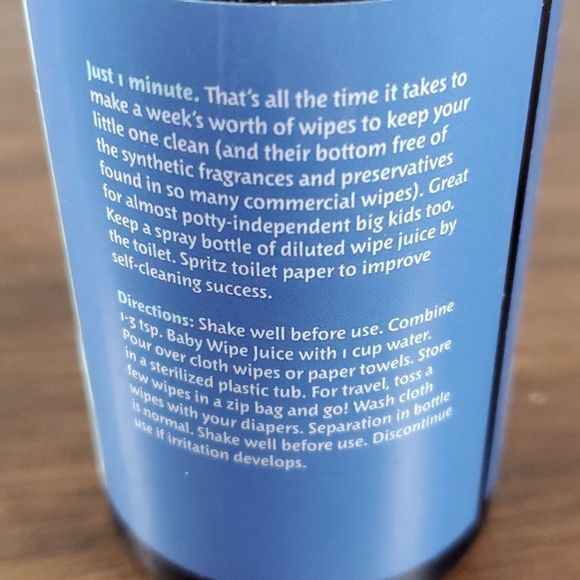 Just 1 minute. That's all the time it takes to
make a week's worth of wipes to keep your
little one clean (and their bottom free of
the synthetic fragrances and preservatives
found in so many commercial wipes). Great
for almost potty-independent big kids too.
Keep a spray bottle of diluted wipe juice by
the toilet. Spritz toilet paper to improve
self-cleaning success.
Directions: Shake well before use. Combine
1-3 tsp. Baby Wipe Juice with 1 cup water.
Pour over cloth wipes or paper towels. Store
in a sterilized plastic tub. For travel, toss a
few wipes in a zip bag and go! Wash cloth
wipes with your diapers. Separation in bottle
is normal. Shake well before use. Discontinue
use if irritation develops.